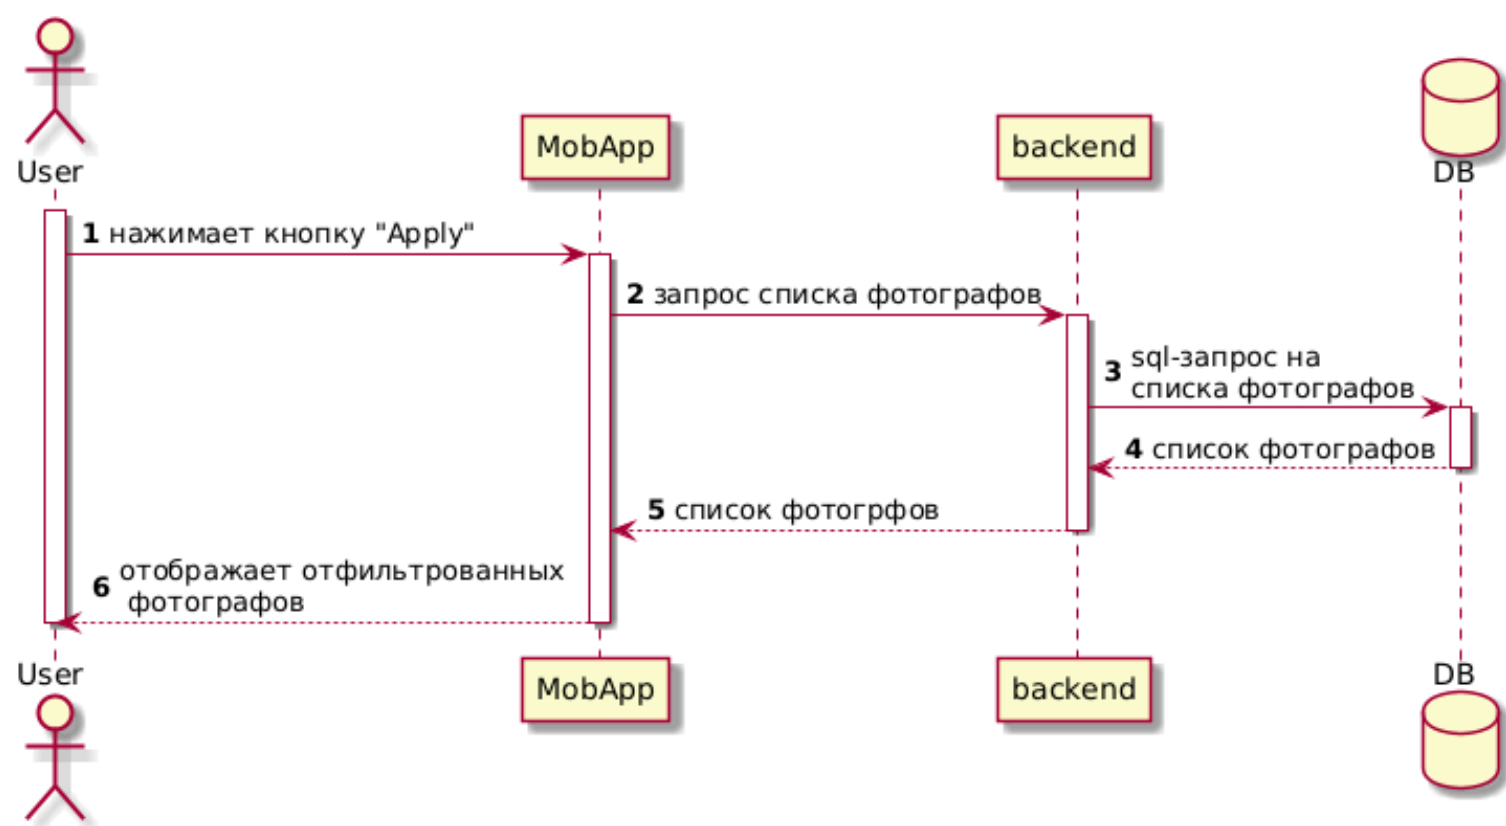 User
MobApp
backend
DB
1 нажимает кнопку "Apply"
2 запрос списка фотографов
3 sql-запрос на
списка фотографов
4 список фотографов
5 список фотогрфов
6 отображает отфильтрованных
фотографов
User
MobApp
backend
DB